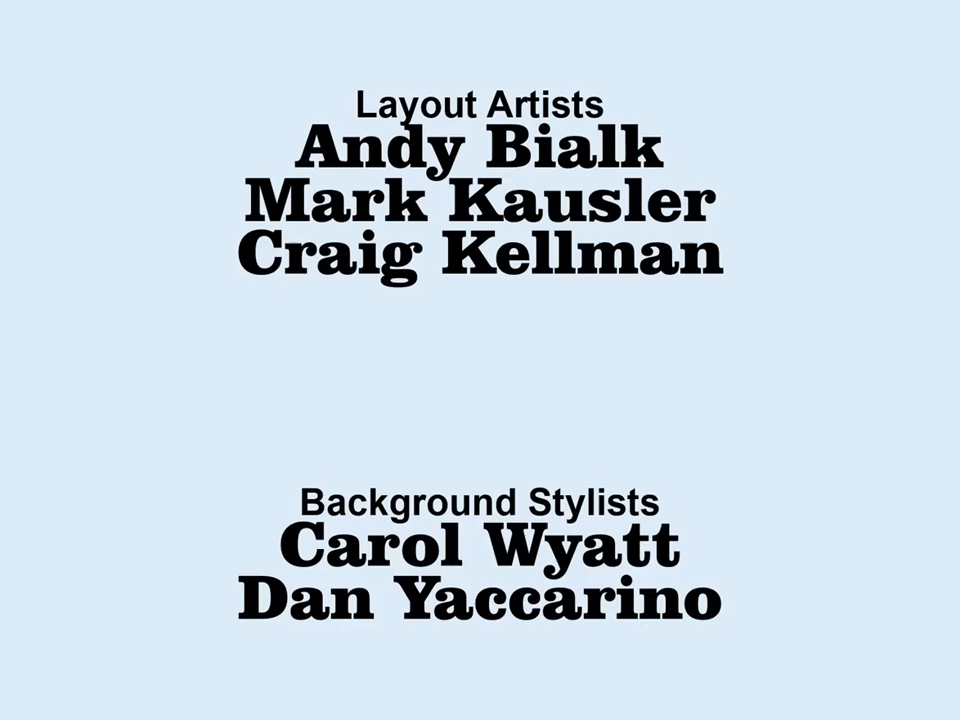 Layout Artists
Andy Bialk
Mark Kausler
Craig Kellman
Background Stylists
Carol Wyatt
Dan Yaccarino